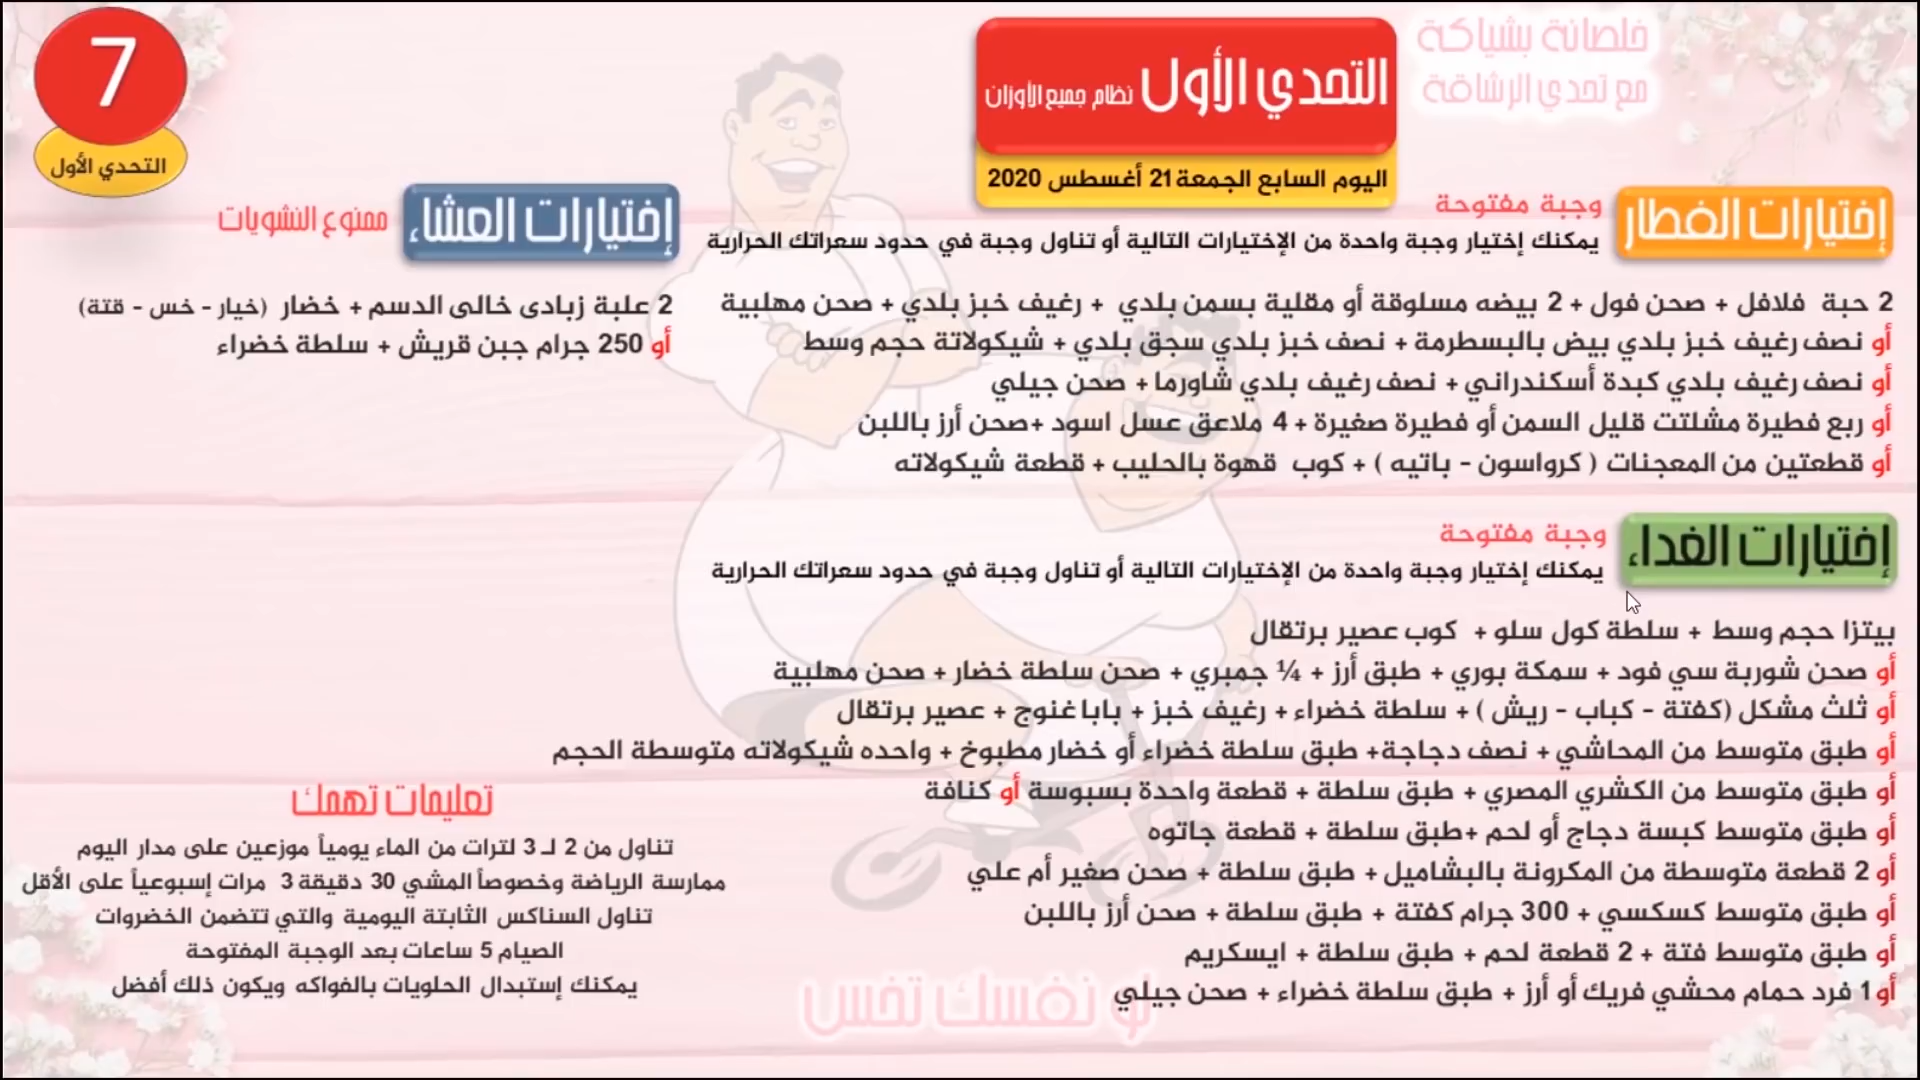 خلصانة بشياكة
مع تحدي الرشاقة
التحدي الأول نظام جميع الأوزان
اليوم السابع الجمعة 21 أغسطس 2020
7
التحدي الأول
إختيارات الفطار
وجبة مفتوحة
يمكنك إختيار وجبة واحدة من الإختيارات التالية أو تناول وجبة في حدود سعراتك الحرارية
2 حبة فلافل + صحن فول + 2 بيضه مسلوقة أو مقلية بسمن بلدي + رغيف خبز بلدي + صحن مهلبية
أو نصف رغيف خبز بلدي بيض بالبسطرمة + نصف خبز بلدي سجق بلدي + شيكولاتة حجم وسط
أو نصف رغيف بلدي كبدة أسكندراني + نصف رغيف بلدي شاورما + صحن جيلي
أو ربع فطيرة مشلتت قليل السمن أو فطيرة صغيرة + 4 ملاعق عسل اسود +صحن أرز باللبن
أو قطعتين من المعجنات ( كرواسون - باتيه ) + كوب قهوة بالحليب + قطعة شيكولاته
إختيارات الغداء
وجبة مفتوحة
يمكنك إختيار وجبة واحدة من الإختيارات التالية أو تناول وجبة في حدود سعراتك الحرارية
بيتزا حجم وسط + سلطة كول سلو + كوب عصير برتقال
أو صحن شوربة سي فود + سمكة بوري + طبق أرز + ¼ جمبري + صحن سلطة خضار + صحن مهلبية
أو ثلث مشكل (كفتة - كباب - ريش ) + سلطة خضراء + رغيف خبز + بابا غنوج + عصير برتقال
أو طبق متوسط من المحاشي + نصف دجاجة+ طبق سلطة خضراء أو خضار مطبوخ + واحده شيكولاته متوسطة الحجم
أو طبق متوسط من الكشري المصري + طبق سلطة + قطعة واحدة بسبوسة أو كنافة
أو طبق متوسط كبسة دجاج أو لحم +طبق سلطة + قطعة جاتوه
أو 2 قطعة متوسطة من المكرونة بالبشاميل + طبق سلطة + صحن صغير أم علي
أو طبق متوسط كسكسي + 300 جرام كفتة + طبق سلطة + صحن أرز باللبن
أو طبق متوسط فتة + 2 قطعة لحم + طبق سلطة + ايسكريم
أو 1 فرد حمام محشي فريك أو أرز + طبق سلطة خضراء + صحن جيلي
إختيارات العشاء
ممنوع النشويات
2 علبة زبادى خالى الدسم + خضار (خيار - خس - قتة)
أو 250 جرام جبن قريش + سلطة خضراء
تعليمات تهمك
تناول من 2 لـ 3 لترات من الماء يومياً موزعين على مدار اليوم
ممارسة الرياضة وخصوصاً المشي 30 دقيقة 3 مرات إسبوعياً على الأقل
تناول السناكس الثابتة اليومية والتي تتضمن الخضروات
الصيام 5 ساعات بعد الوجبة المفتوحة
يمكنك إستبدال الحلويات بالفواكه ويكون ذلك أفضل
لو نفسك تخس